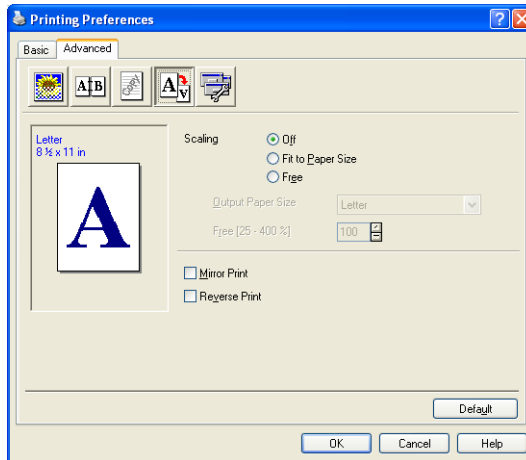 Printing Preferences
Basic
Advanced
A B
A A
Letter
8 ½ x 11 in
A
Scaling
Off
Fit to Paper Size
Free
Output Paper Size
Letter
Free [25 - 400 %]
100
Mirror Print
Reverse Print
Default
OK
Cancel
Help